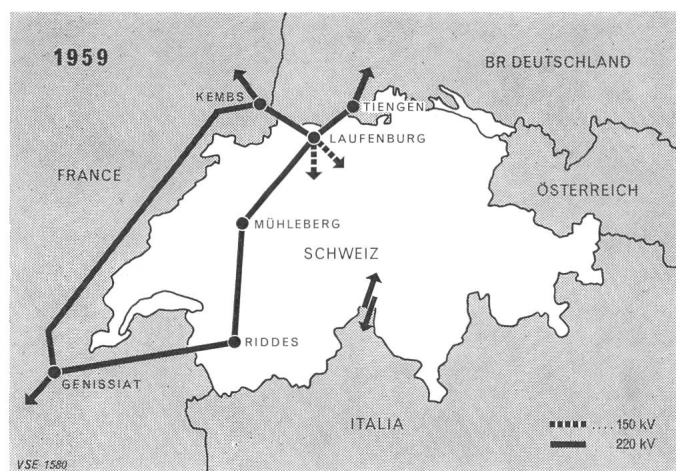 1959
BR DEUTSCHLAND
KEMBS
TIENGEN
LAUFENBURG
FRANCE
ÖSTERREICH
MÜHLEBERG
SCHWEIZ
RIDDES
GENISSIAT
ITALIA
.... 150 kV
220 kV
VSE 1580